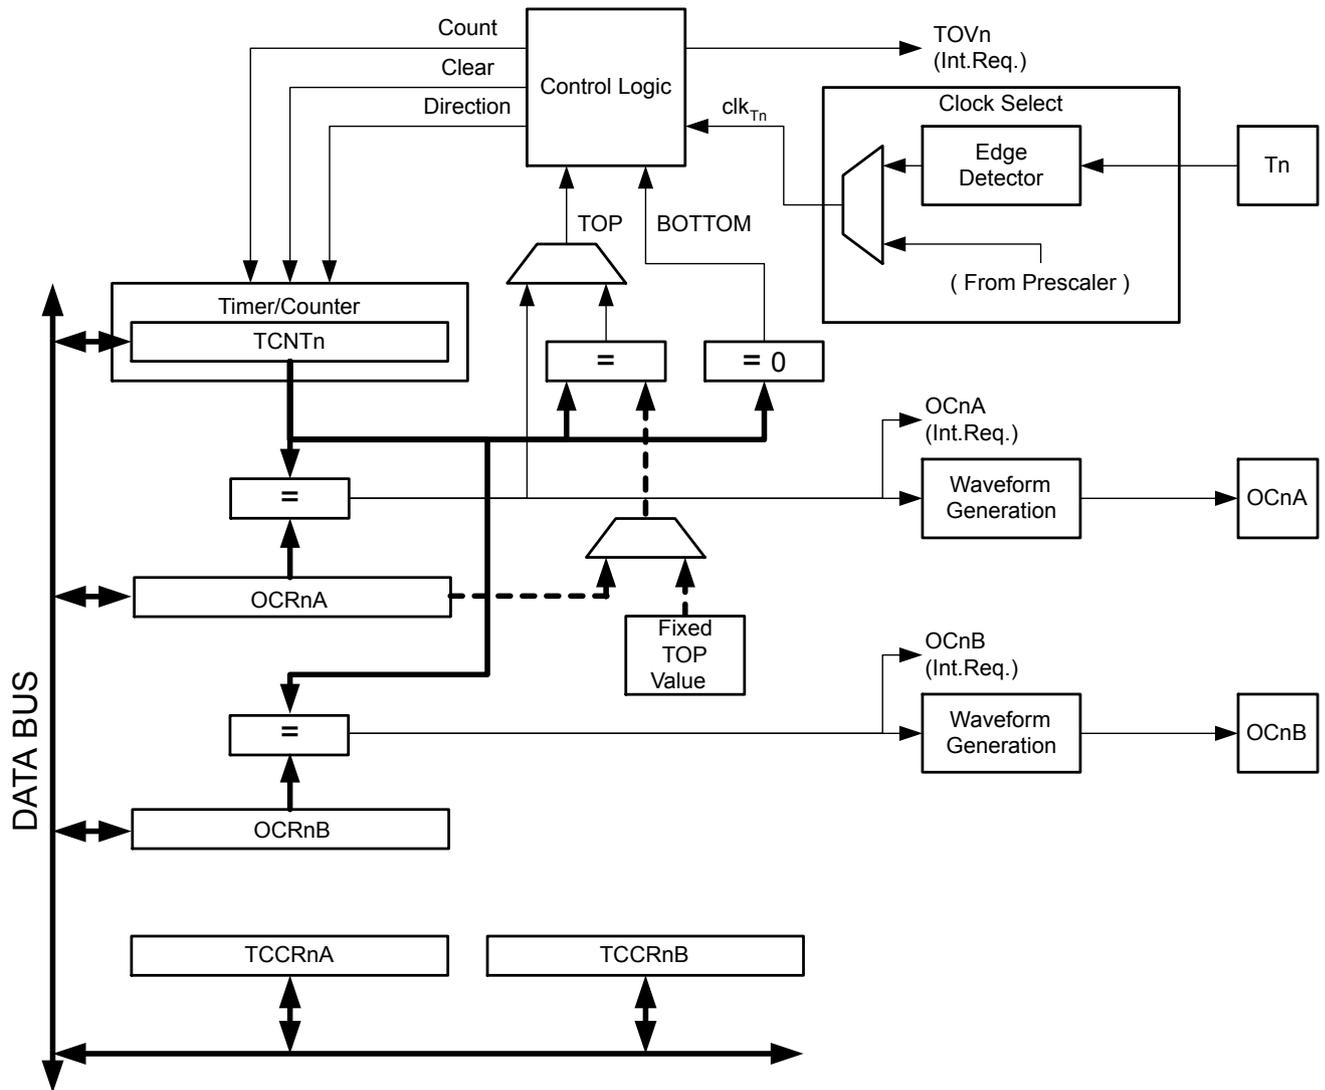 Count
TOVn
(Int.Req.)
Clear
Control Logic
Direction
clkTn
Clock Select
Edge
Detector
Tn
TOP
BOTTOM
( From Prescaler )
Timer/Counter
TCNTn
=
= 0
OCnA
(Int.Req.)
=
Waveform
Generation
OCnA
OCRnA
Fixed
TOP
Value
OCnB
(Int.Req.)
=
Waveform
Generation
OCnB
DATA BUS
OCRnB
TCCRnA
TCCRnB